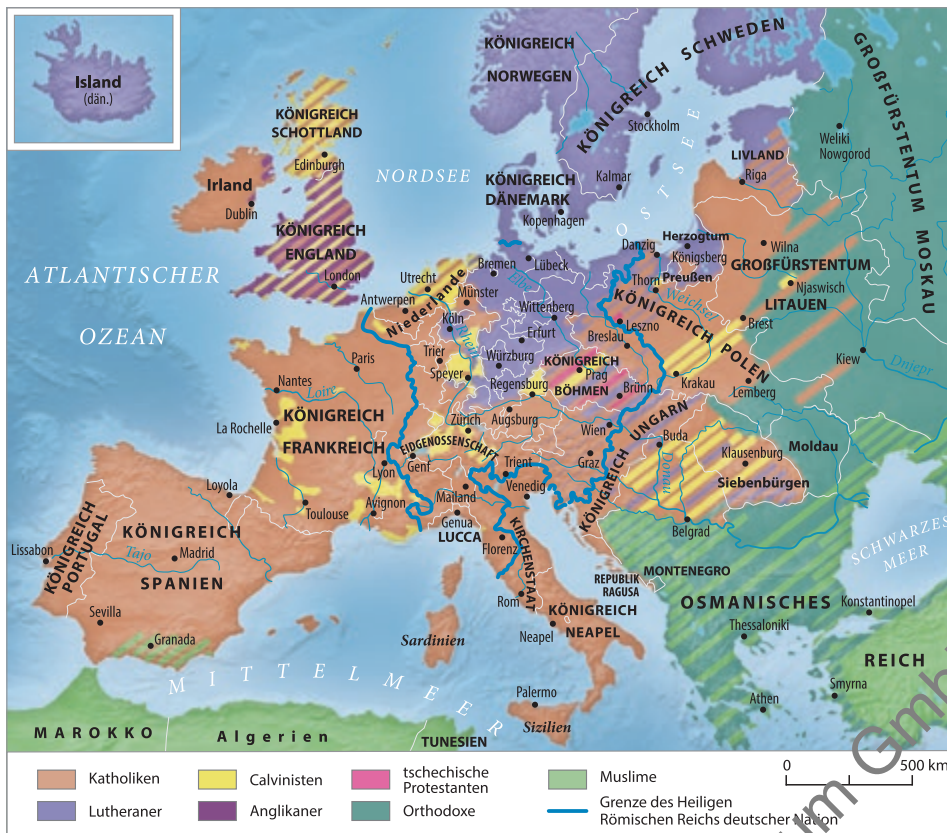 Island
(dän.)
KÖNIGREICH
NORWEGEN
KÖNIGREICH SCHWEDEN
GROẞFÜRSTENTUM MOSKAU
KÖNIGREICH
SCHOTTLAND
Edinburgh
Stockholm
Weliki
Nowgorod
NORDSEE
OSTSEE
LIVLAND
Riga
Irland
Dublin
KÖNIGREICH
DÄNEMARK
Kalmar
Kopenhagen
KÖNIGREICH
ENGLAND
London
ATLANTISCHER
OZEAN
Herzogtum
Preußen
Danzig
Königsberg
Thorn
Weichsel
Wilna
GROẞFÜRSTENTUM
LITAUEN
Njaswisch
Brest
Utrecht
Niederlande
Antwerpen
Bremen
Lübeck
Elbe
Münster
Wittenberg
Köln
Rhein
Erfurt
Leszno
Breslau
KÖNIGREICH POLEN
Kiew
Dnjepr
Trier
Würzburg
KÖNIGREICH
BÖHMEN
Prag
Brünn
Krakau
Lemberg
Paris
Speyer
Regensburg
Nantes
Loire
La Rochelle
KÖNIGREICH
FRANKREICH
Zürich
Augsburg
Wien
KÖNIGREICH UNGARN
Buda
Donau
Moldau
Klausenburg
Siebenbürgen
EIDGENOSSENSCHAFT
Genf
Lyon
Trient
Graz
Venedig
Mailand
Belgrad
Loyola
Toulouse
Avignon
Genua
LUCCA
Florenz
KIRCHENSTAAT
Rom
SCHWARZES
MEER
KÖNIGREICH
PORTUGAL
Lissabon
Tajo
KÖNIGREICH
SPANIEN
Madrid
Sevilla
Granada
REPUBLIK
RAGUSA
MONTENEGRO
OSMANISCHES
REICH
Konstantinopel
Thessaloniki
KÖNIGREICH
NEAPEL
Neapel
Sardinien
Smyrna
Athen
Palermo
Sizilien
MITTELMEER
MAROKKO
Algerien
TUNESIEN
Katholiken
Lutheraner
Calvinisten
Anglikaner
tschechische
Protestanten
Orthodoxe
Muslime
Grenze des Heiligen
Römischen Reichs deutscher Nation
0
500 km
um Gmb